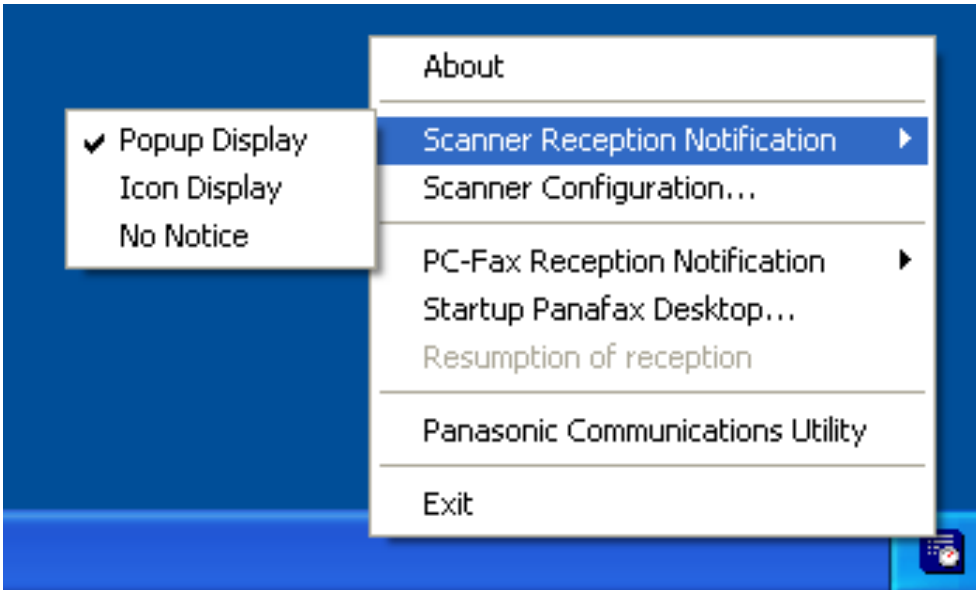 About
Scanner Reception Notification
Popup Display
Icon Display
No Notice
Scanner Configuration...
PC-Fax Reception Notification
Startup Panafax Desktop...
Resumption of reception
Panasonic Communications Utility
Exit